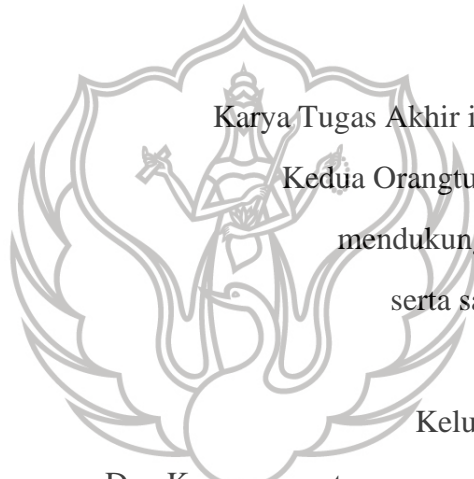 Karya Tugas Akhir i
Kedua Orangtu
mendukung
serta sa
Kelu